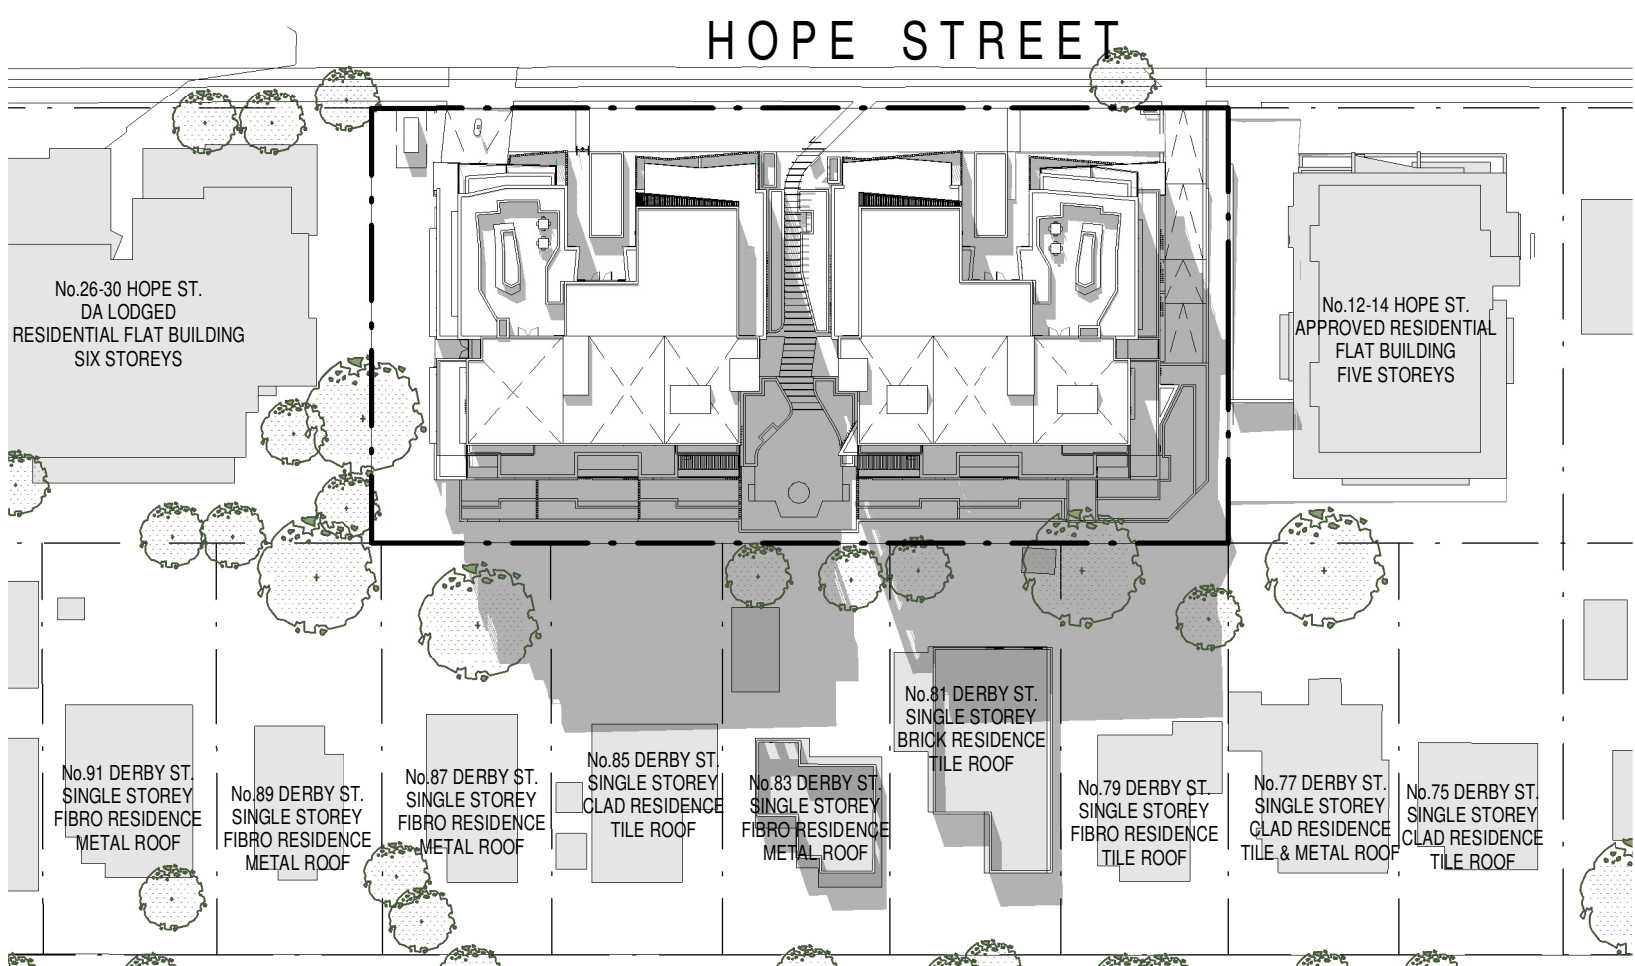 HOPE STREET
No.26-30 HOPE ST.
DA LODGED
RESIDENTIAL FLAT BUILDING
SIX STOREYS
No.12-14 HOPE ST.
APPROVED RESIDENTIAL
FLAT BUILDING
FIVE STOREYS
No.91 DERBY ST.
SINGLE STOREY
FIBRO RESIDENCE
METAL ROOF
No.89 DERBY ST.
SINGLE STOREY
FIBRO RESIDENCE
METAL ROOF
No.87 DERBY ST.
SINGLE STOREY
FIBRO RESIDENCE
METAL ROOF
No.85 DERBY ST.
SINGLE STOREY
CLAD RESIDENCE
TILE ROOF
No.83 DERBY ST.
SINGLE STOREY
FIBRO RESIDENCE
METAL ROOF
No.81 DERBY ST.
SINGLE STOREY
BRICK RESIDENCE
TILE ROOF
No.79 DERBY ST.
SINGLE STOREY
FIBRO RESIDENCE
TILE ROOF
No.77 DERBY ST.
SINGLE STOREY
CLAD RESIDENCE
TILE & METAL ROOF
No.75 DERBY ST.
SINGLE STOREY
CLAD RESIDENCE
TILE ROOF